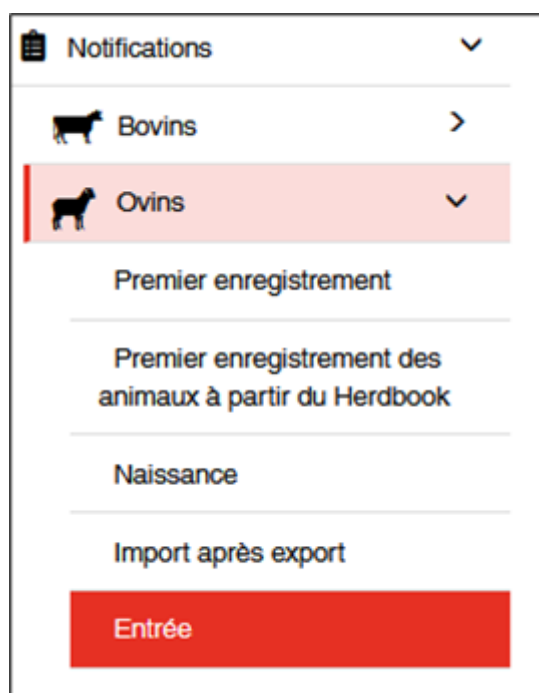 Notifications
Bovins
Ovins
Premier enregistrement
Premier enregistrement des
animaux à partir du Herdbook
Naissance
Import après export
Entrée